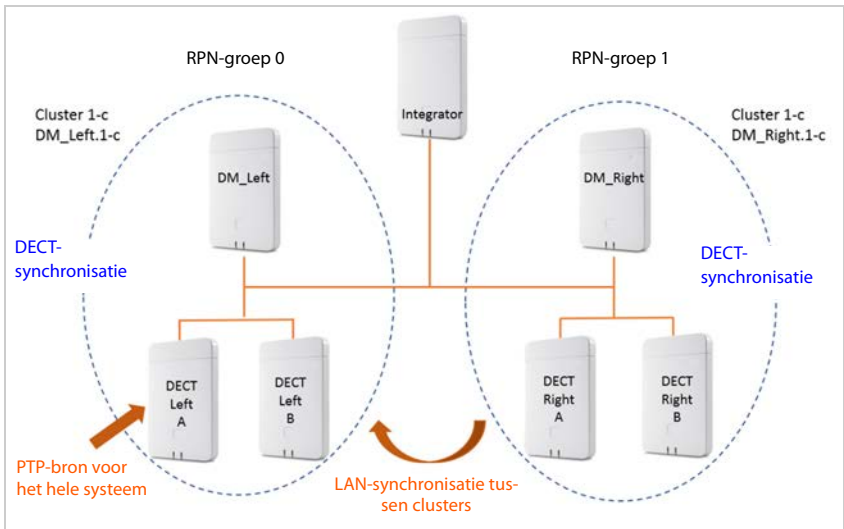 RPN-groep 0
RPN-groep 1
Integrator
Cluster 1-c
DM_Left.1-c
Cluster 1-c
DM_Right.1-c
DM_Left
DM_Right
DECT-
synchronisatie
DECT-
synchronisatie
DECT
Left
A
DECT
Left
B
DECT
Right
A
DECT
Right
B
PTP-bron voor
het hele systeem
LAN-synchronisatie tus-
sen clusters